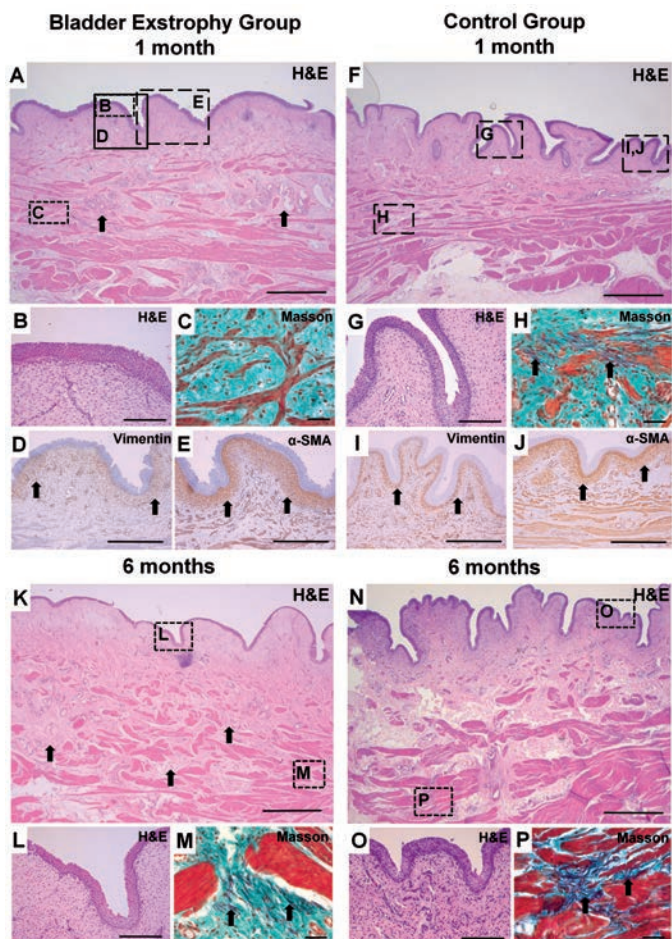 Bladder Exstrophy Group
1 month
Control Group
1 month
A
H&E
B
D
E
C
F
H&E
G
I,J
H
B
H&E
C
Masson
G
H&E
H
Masson
D
Vimentin
E
α-SMA
I
Vimentin
J
α-SMA
6 months
6 months
K
H&E
L
M
N
H&E
O
P
L
H&E
M
Masson
O
H&E
P
Masson